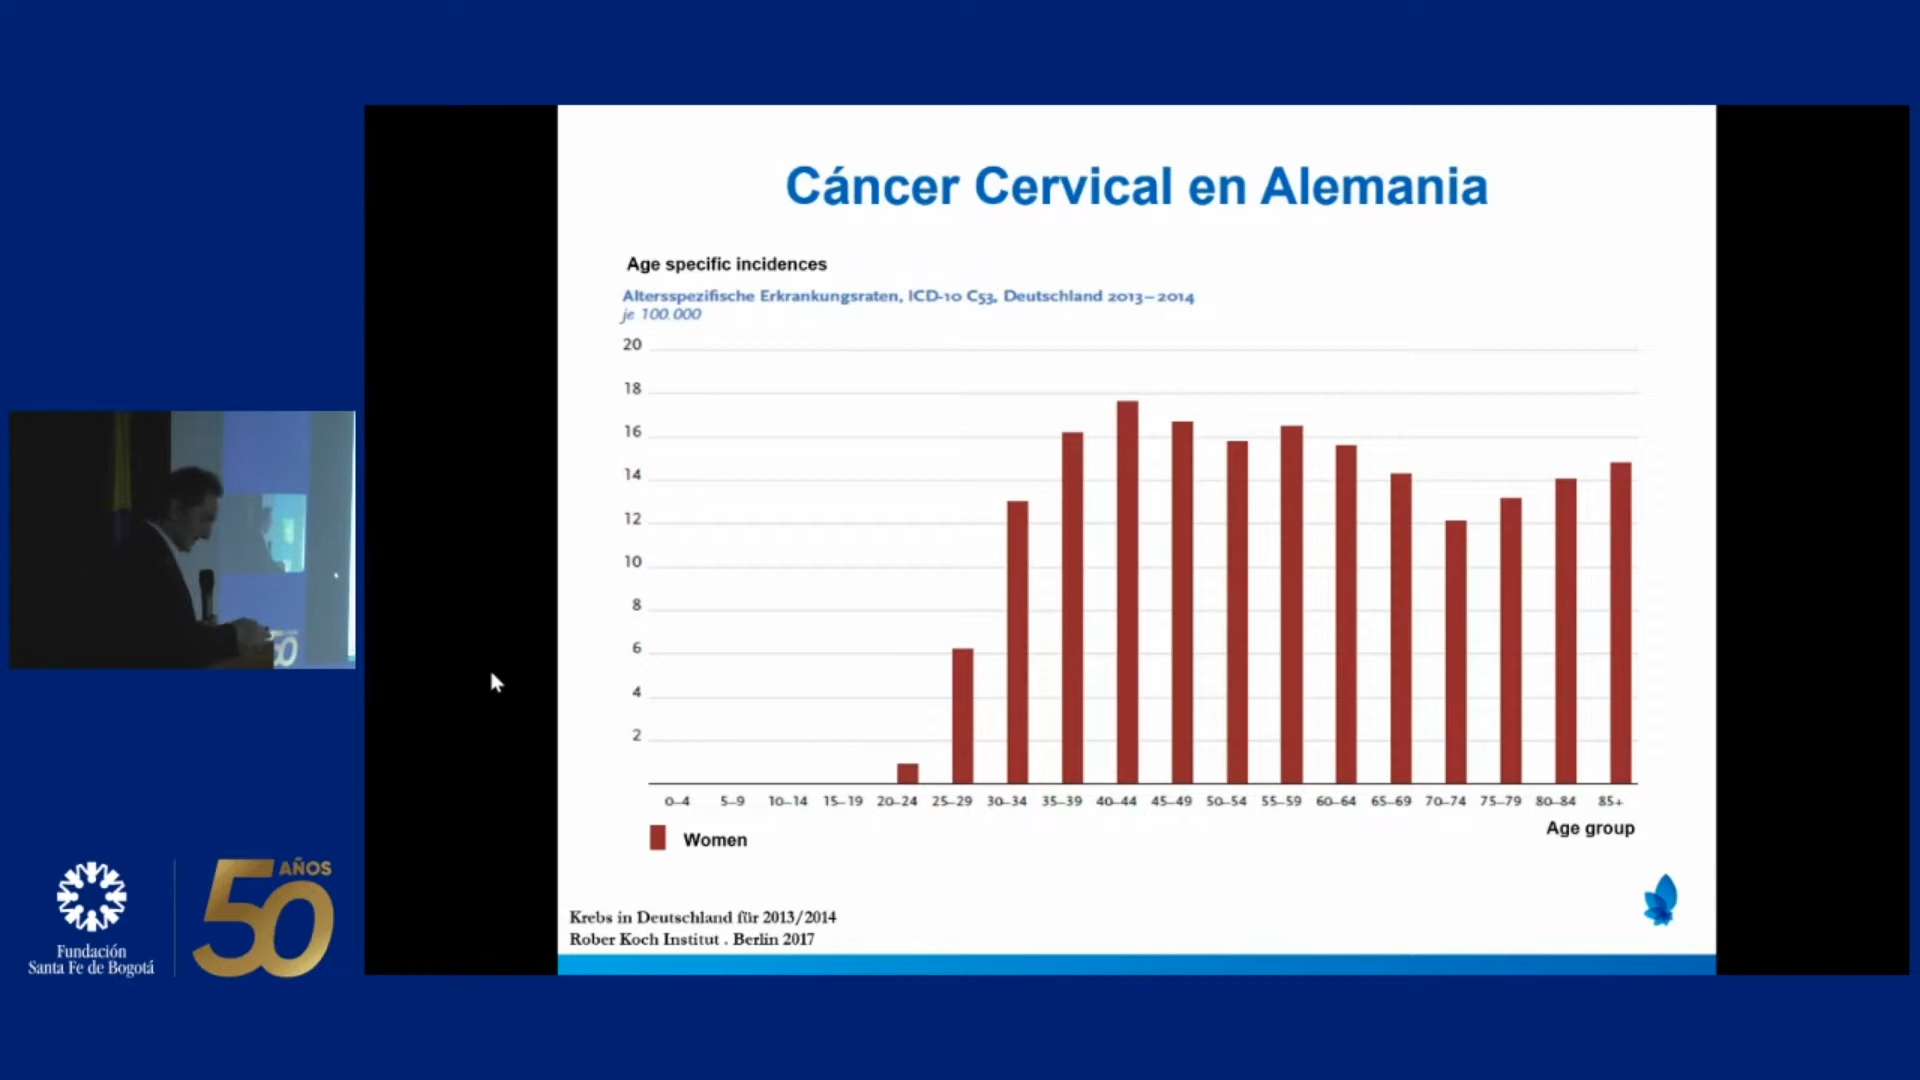 Cáncer Cervical en Alemania
Age specific incidences
Altersspezifische Erkrankungsraten, ICD-10 C53, Deutschland 2013–2014
je 100.000
20
18
16
14
12
10
8
6
4
2
0–4 5–9 10–14 15–19 20–24 25–29 30–34 35–39 40–44 45–49 50–54 55–59 60–64 65–69 70–74 75–79 80–84 85+
Women
Age group
Krebs in Deutschland für 2013/2014
Rober Koch Institut . Berlin 2017
50
Fundación
Santa Fe de Bogotá
50 AÑOS